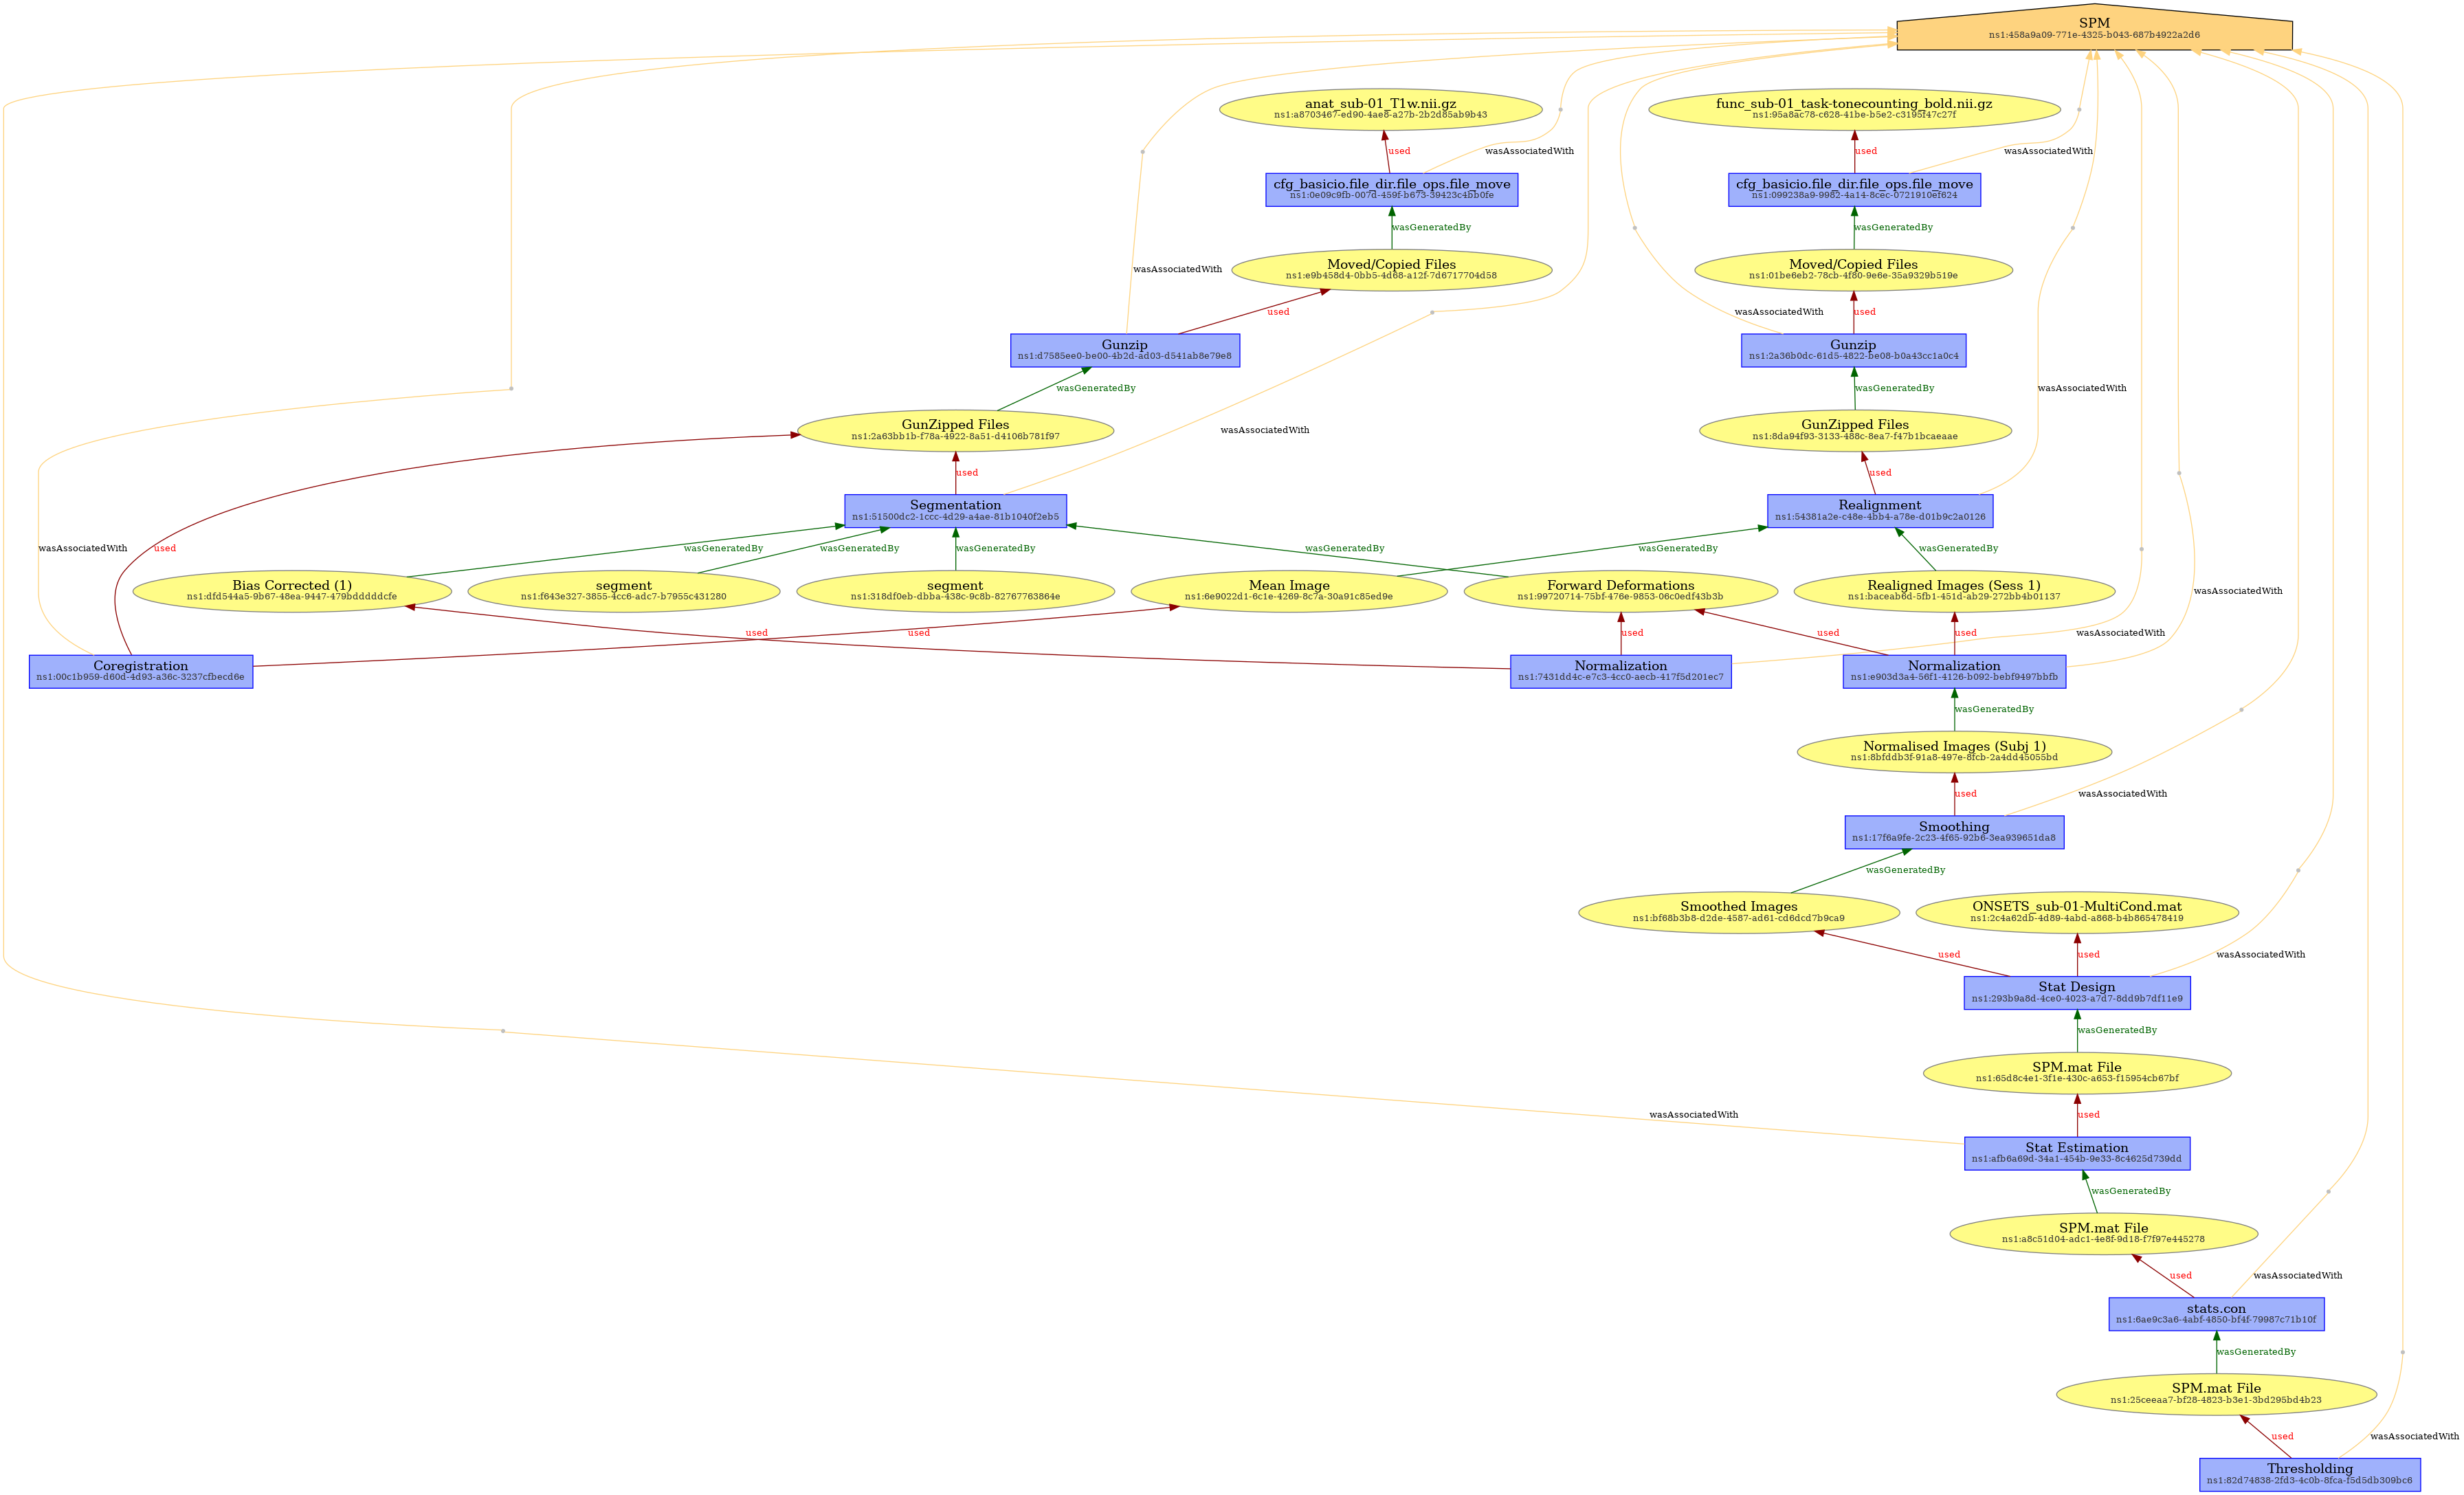 SPM
ns1:458a9a09-771e-4325-b043-687b4922a2d6
anat_sub-01_T1w.nii.gz
ns1:a8703467-ed90-4ae8-a27b-2b2d85ab9b43
func_sub-01_task-tonecounting_bold.nii.gz
ns1:95a8ac78-c628-41be-b5e2-c3195f47c27f
used
wasAssociatedWith
used
wasAssociatedWith
cfg_basicio.file_dir.file_ops.file_move
ns1:0e09c9fb-007d-459f-b673-39423c4bb0fe
cfg_basicio.file_dir.file_ops.file_move
ns1:099238a9-9982-4a14-8cec-0721910ef624
wasGeneratedBy
wasGeneratedBy
wasAssociatedWith
Moved/Copied Files
ns1:e9b458d4-0bb5-4d68-a12f-7d6717704d58
Moved/Copied Files
ns1:01be6eb2-78cb-4f80-9e6e-35a9329b519e
used
wasAssociatedWith
used
Gunzip
ns1:d7585ee0-be00-4b2d-ad03-d541ab8e79e8
Gunzip
ns1:2a36b0dc-61d5-4822-be08-b0a43cc1a0c4
wasGeneratedBy
wasGeneratedBy
wasAssociatedWith
GunZipped Files
ns1:2a63bb1b-f78a-4922-8a51-d4106b781f97
wasAssociatedWith
GunZipped Files
ns1:8da94f93-3133-488c-8ea7-f47b1bcaeaae
used
used
Segmentation
ns1:51500dc2-1ccc-4d29-a4ae-81b1040f2eb5
Realignment
ns1:54381a2e-c48e-4bb4-a78e-d01b9c2a0126
wasAssociatedWith
used
wasGeneratedBy
wasGeneratedBy
wasGeneratedBy
wasGeneratedBy
wasGeneratedBy
wasGeneratedBy
Bias Corrected (1)
ns1:dfd544a5-9b67-48ea-9447-479bdddddcfe
segment
ns1:f643e327-3855-4cc6-adc7-b7955c431280
segment
ns1:318df0eb-dbba-438c-9c8b-82767763864e
Mean Image
ns1:6e9022d1-6c1e-4269-8c7a-30a91c85ed9e
Forward Deformations
ns1:99720714-75bf-476e-9853-06c0edf43b3b
Realigned Images (Sess 1)
ns1:baceab6d-5fb1-451d-ab29-272bb4b01137
wasAssociatedWith
used
used
used
used
used
wasAssociatedWith
Coregistration
ns1:00c1b959-d60d-4d93-a36c-3237cfbecd6e
Normalization
ns1:7431dd4c-e7c3-4cc0-aecb-417f5d201ec7
Normalization
ns1:e903d3a4-56f1-4126-b092-bebf9497bbfb
wasGeneratedBy
Normalised Images (Subj 1)
ns1:8bfddb3f-91a8-497e-8fcb-2a4dd45055bd
used
wasAssociatedWith
Smoothing
ns1:17f6a9fe-2c23-4f65-92b6-3ea939651da8
wasGeneratedBy
Smoothed Images
ns1:bf68b3b8-d2de-4587-ad61-cd6dcd7b9ca9
ONSETS_sub-01-MultiCond.mat
ns1:2c4a62db-4d89-4abd-a868-b4b865478419
used
used
wasAssociatedWith
Stat Design
ns1:293b9a8d-4ce0-4023-a7d7-8dd9b7df11e9
wasGeneratedBy
SPM.mat File
ns1:65d8c4e1-3f1e-430c-a653-f15954cb67bf
wasAssociatedWith
used
Stat Estimation
ns1:afb6a69d-34a1-454b-9e33-8c4625d739dd
wasGeneratedBy
SPM.mat File
ns1:a8c51d04-adc1-4e8f-9d18-f7f97e445278
used
wasAssociatedWith
stats.con
ns1:6ae9c3a6-4abf-4850-bf4f-79987c71b10f
wasGeneratedBy
SPM.mat File
ns1:25ceeaa7-bf28-4823-b3e1-3bd295bd4b23
used
wasAssociatedWith
Thresholding
ns1:82d74838-2fd3-4c0b-8fca-f5d5db309bc6